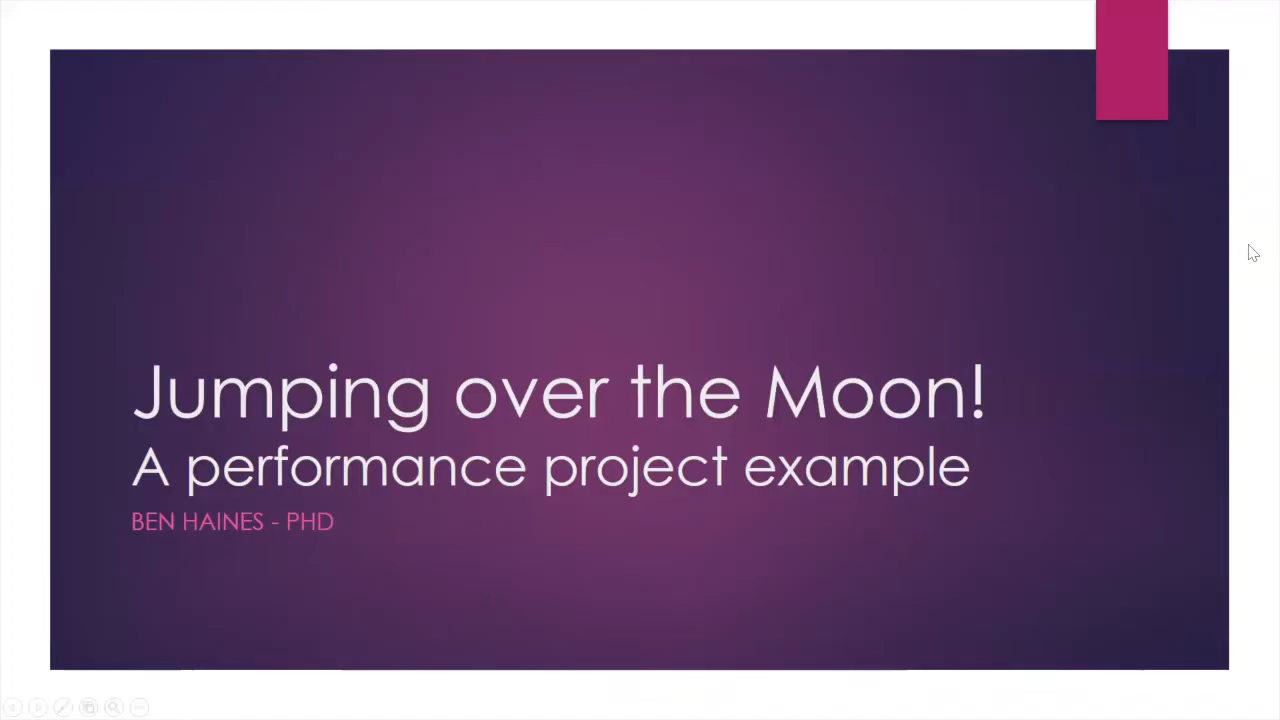 Jumping over the Moon!
A performance project example
BEN HAINES - PHD